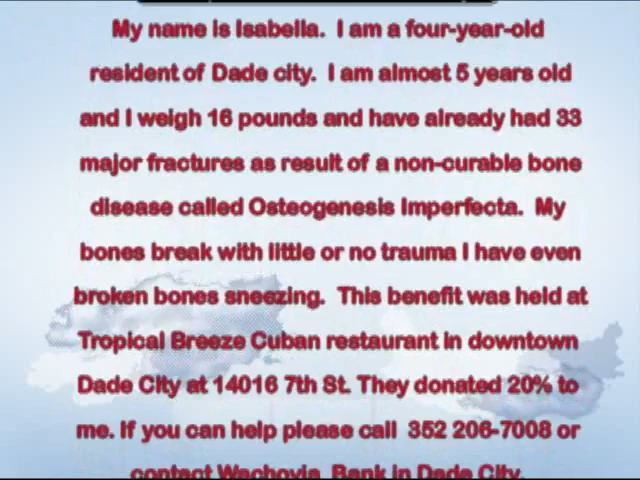 My name is Isabella.  I am a four-year-old
resident of Dade city.  I am almost 5 years old
and I weigh 16 pounds and have already had 33
major fractures as result of a non-curable bone
disease called Osteogenesis Imperfecta.  My
bones break with little or no trauma I have even
broken bones sneezing.  This benefit was held at
Tropical Breeze Cuban restaurant in downtown
Dade City at 14016 7th St. They donated 20% to
me. If you can help please call  352 206-7008 or
contact Wachovia  Bank in Dade City.